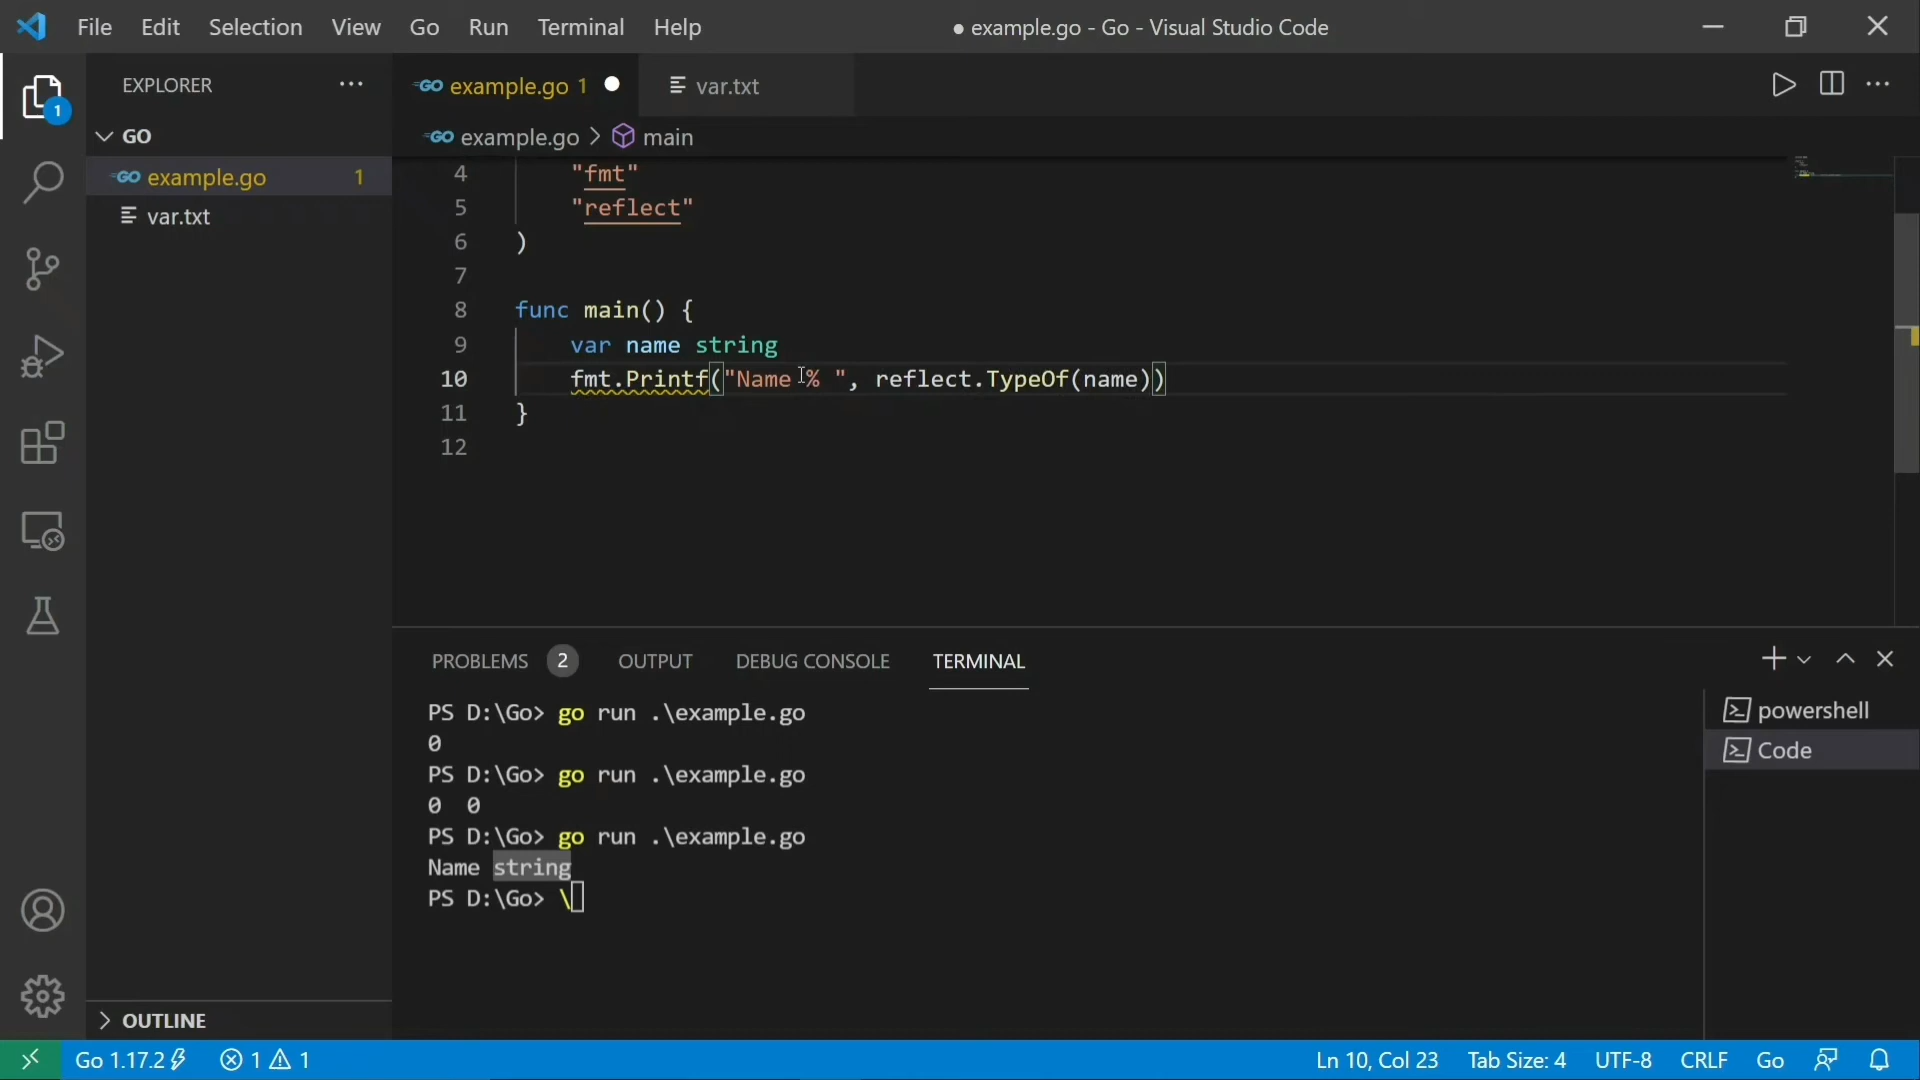 File Edit Selection View Go Run Terminal Help
● example.go - Go - Visual Studio Code
1
EXPLORER ...
GO
GO example.go 1
var.txt
OUTLINE
GO example.go 1 ●
var.txt
GO example.go > main
4 "fmt"
5 "reflect"
6 )
7
8 func main() {
9 var name string
10 fmt.Printf("Name % ", reflect.TypeOf(name))
11 }
12
PROBLEMS 2 OUTPUT DEBUG CONSOLE TERMINAL
PS D:\Go> go run .\example.go
0
PS D:\Go> go run .\example.go
0 0
PS D:\Go> go run .\example.go
Name string
PS D:\Go> \
powershell
Code
Go 1.17.2 1 1 Ln 10, Col 23 Tab Size: 4 UTF-8 CRLF Go